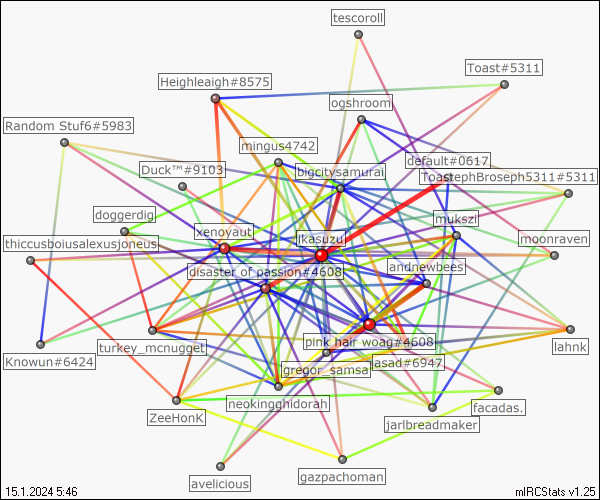 tescoroll
Toast#5311
Heighleaigh#8575
ogshroom
Random Stuf6#5983
mingus4742
default#0617
Duck™#9103
bigcitysamurai
ToastephBroseph5311#5311
doggerdig
mukszi
xenoyaut
ikasuzu
thiccusboiusalexusjoneus
moonraven
disaster of passion#4608
andnewbees
pink hair woag#4608
turkey_mcnugget
lahnk
Knowun#6424
gregor_samsa
asad#6947
neokingghidorah
ZeeHonK
facadas.
jarlbreadmaker
avelicious
gazpachoman
15.1.2024 5:46
mIRCStats v1.25